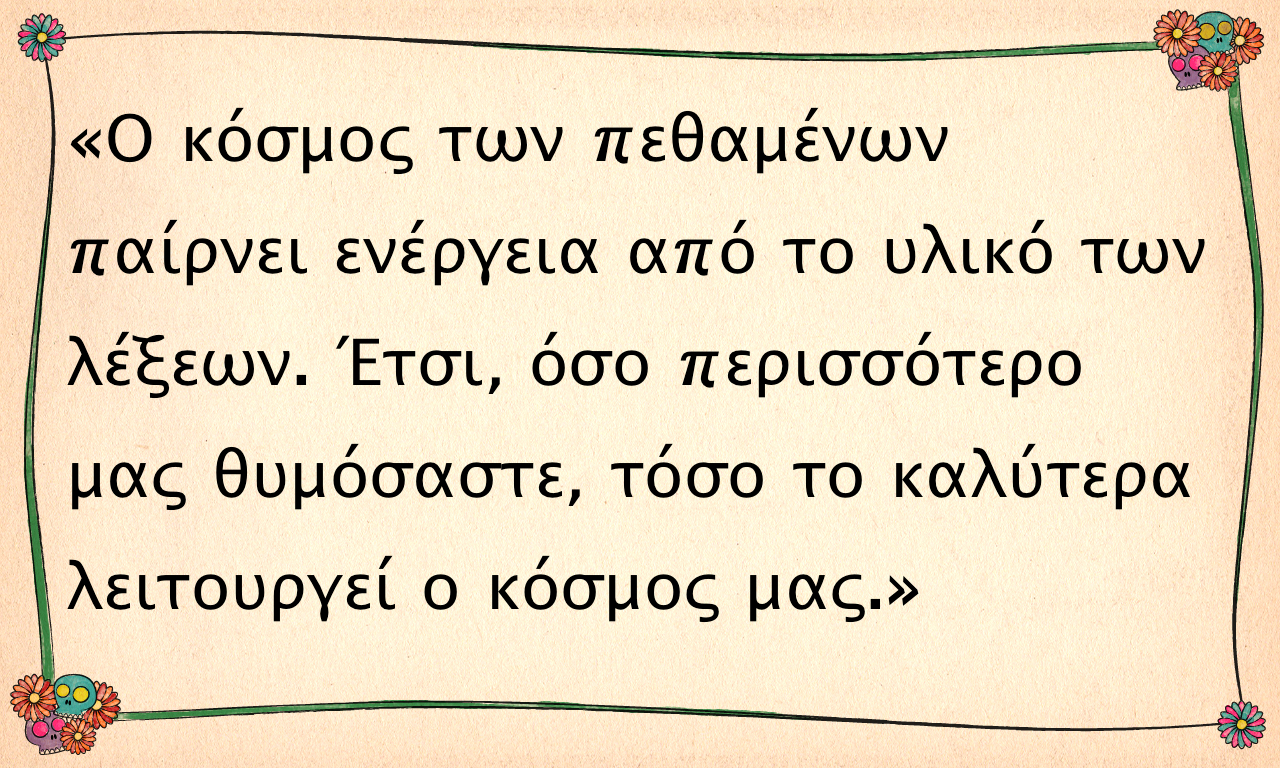 «Ο κόσμος των πεθαμένων
παίρνει ενέργεια από το υλικό των
λέξεων. Έτσι, όσο περισσότερο
μας θυμόσαστε, τόσο το καλύτερα
λειτουργεί ο κόσμος μας.»